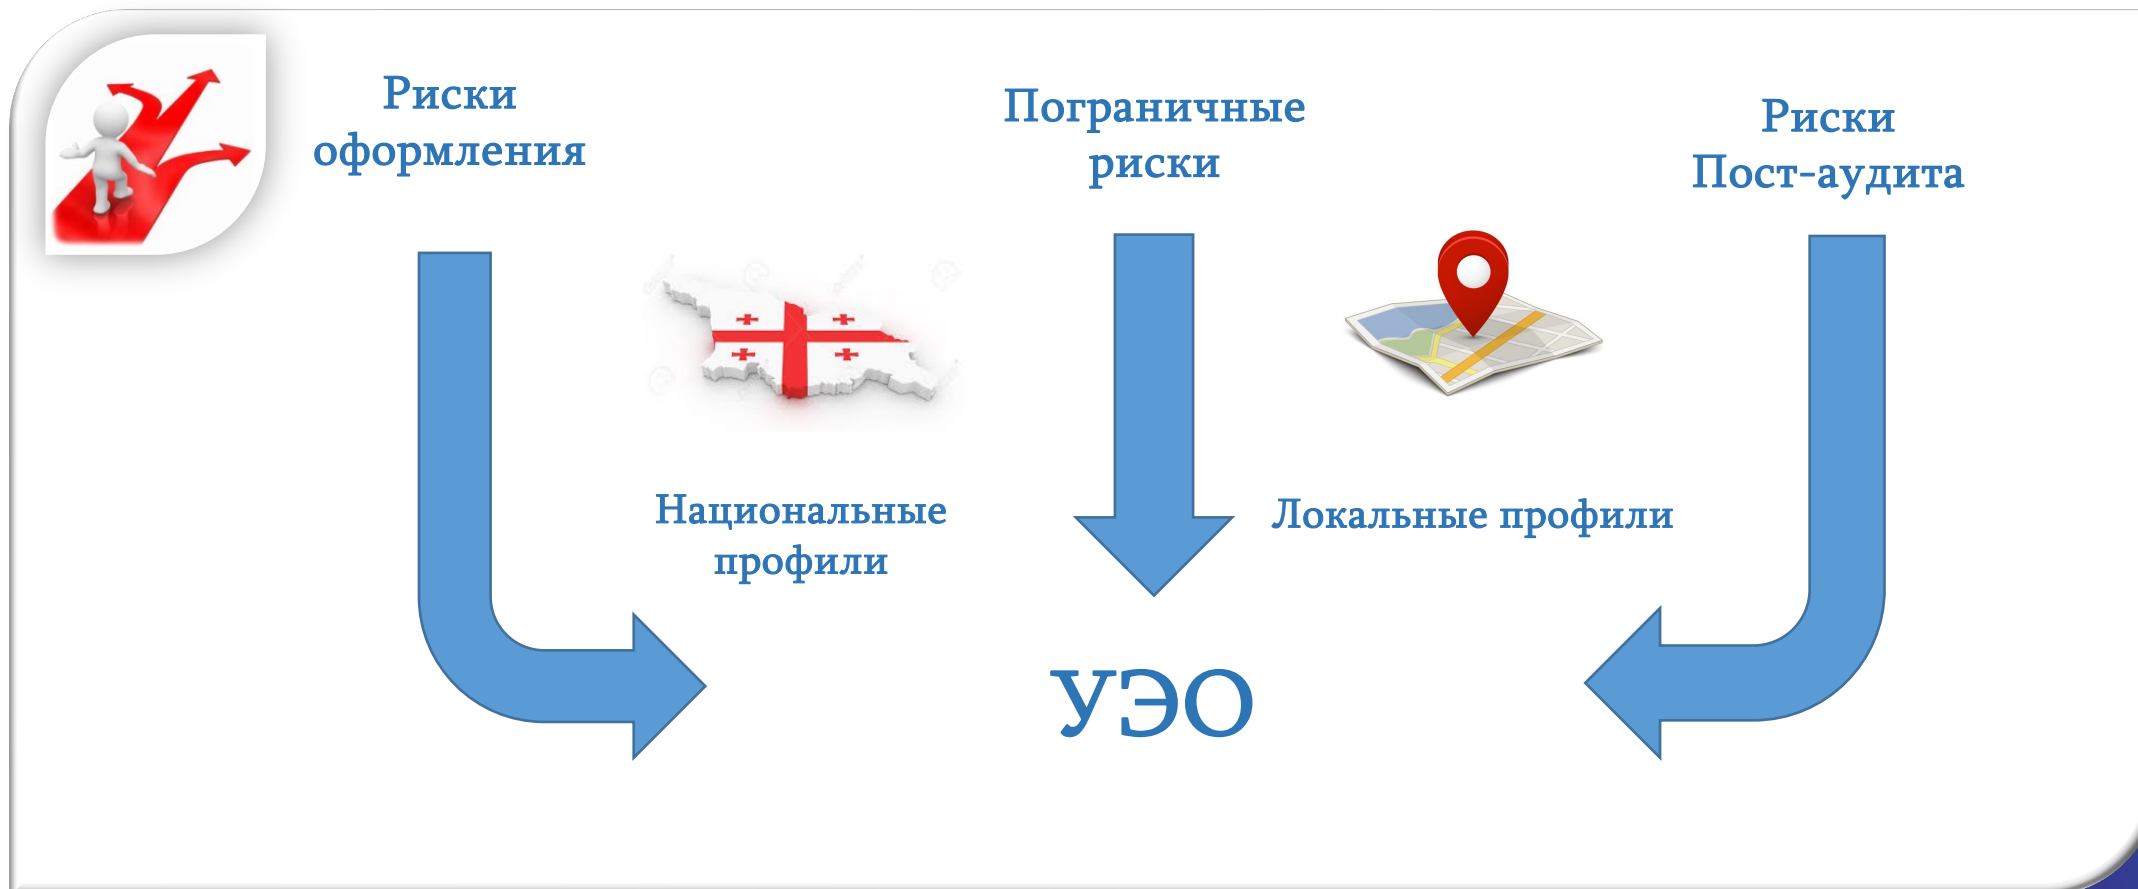 Риски
оформления
Пограничные
риски
Риски
Пост-аудита
Национальные
профили
Локальные профили
УЭО